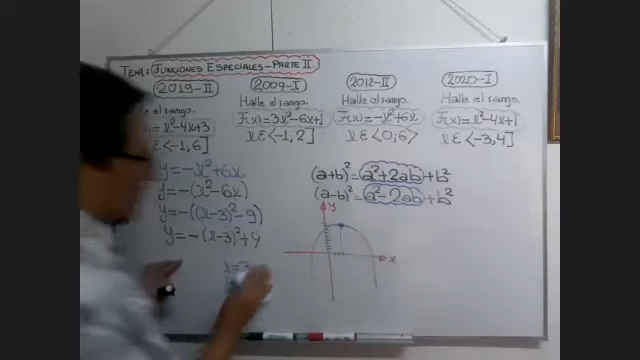 TEMA: FUNCIONES ESPECIALES - PARTE II
2019-II
2009-I
2012-I
2020-I
el rango.
Halle el rango.
Halle el rango.
Halle el rango.
= x²-4x+3
F(x)=3x²-6x+1
F(x)=-x²+6x
F(x)=x²-4x+1
x∈<-1,6]
x∈<-1,2]
x∈<0;6>
x∈<-3,4]
y=-x²+6x
y=-(x²-6x)
y=-((x-3)²-9)
y=-(x-3)²+9
(a+b)²=a²+2ab+b²
(a-b)²=a²-2ab+b²
y
x